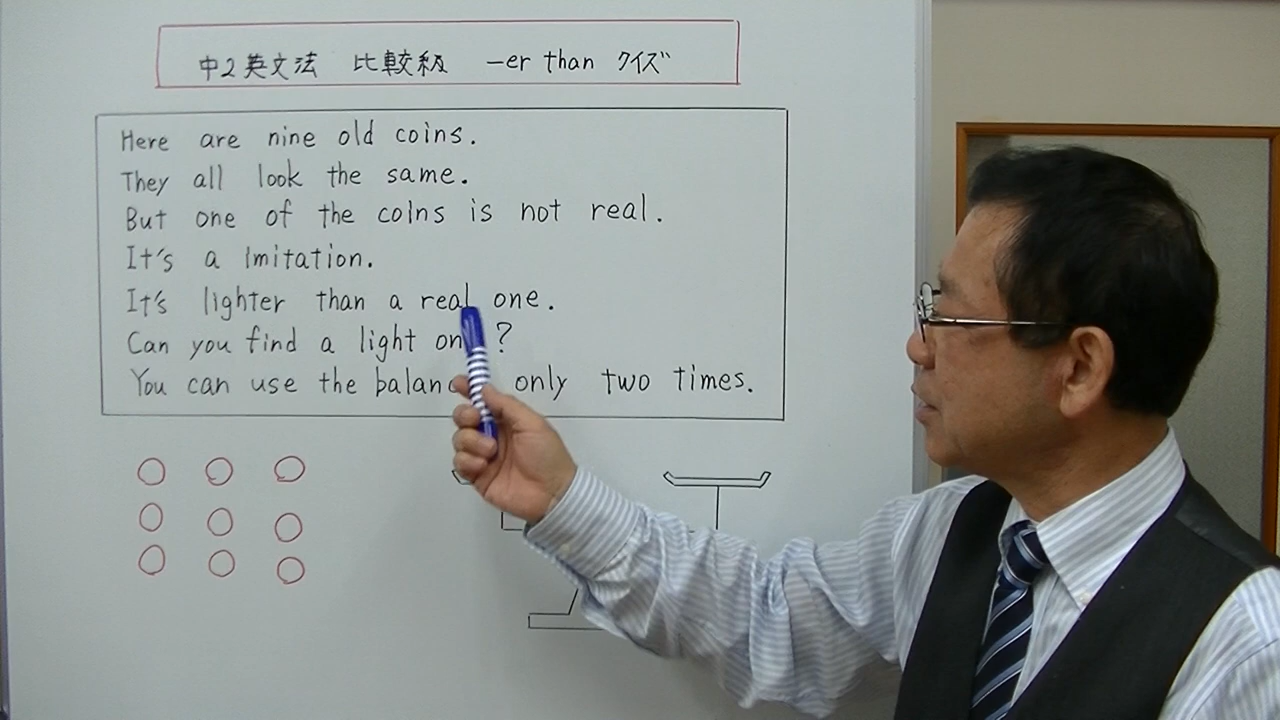 中2英文法 比較級 -er than クイズ
Here are nine old coins.
They all look the same.
But one of the coins is not real.
It's a Imitation.
It's lighter than a real one.
Can you find a light ?
You can use the only two times.